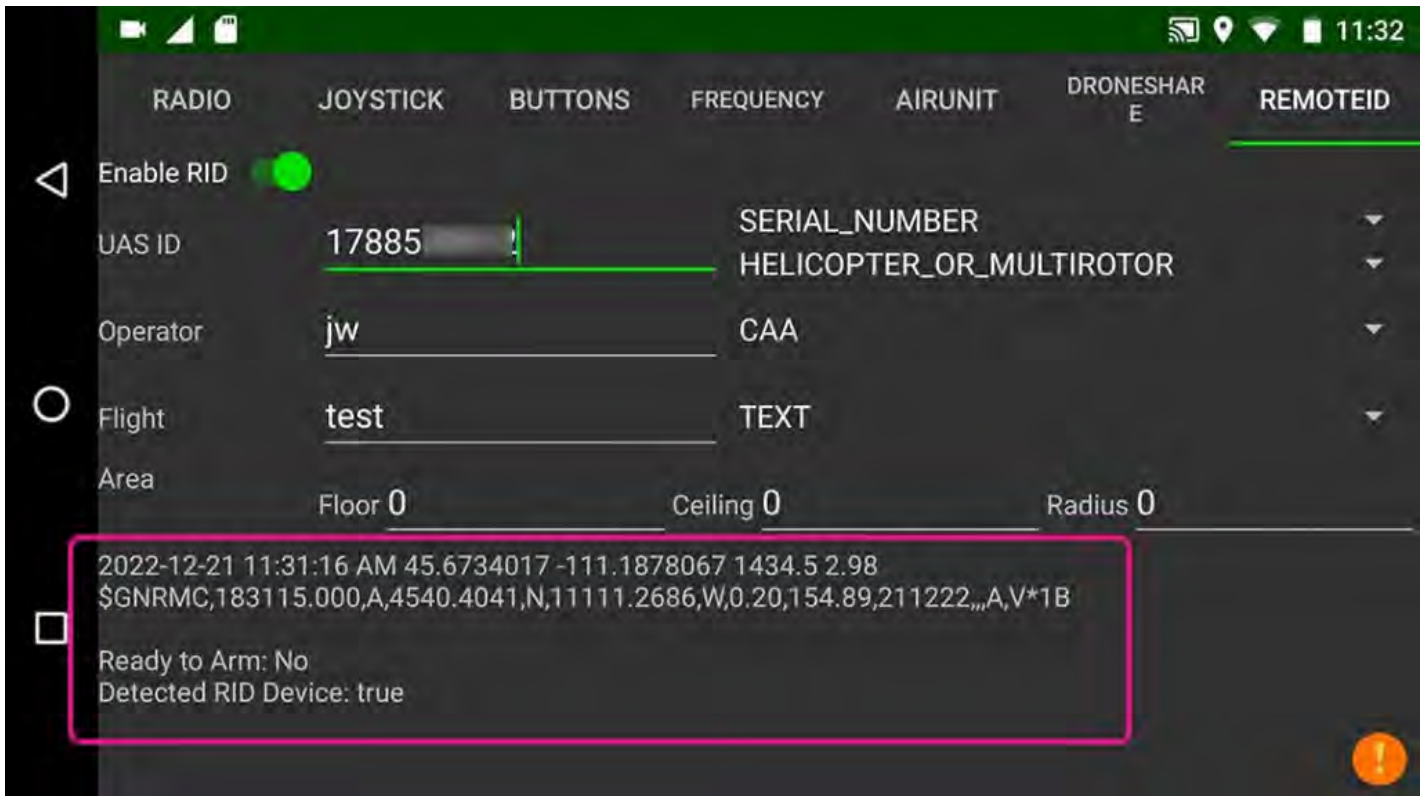 11:32
RADIO JOYSTICK BUTTONS FREQUENCY AIRUNIT DRONESHAR
E REMOTEID
Enable RID
UAS ID 17885 SERIAL_NUMBER
HELICOPTER_OR_MULTIROTOR
Operator jw CAA
Flight test TEXT
Area
Floor 0 Ceiling 0 Radius 0
2022-12-21 11:31:16 AM 45.6734017 -111.1878067 1434.5 2.98
$GNRMC,183115.000,A,4540.4041,N,11111.2686,W,0.20,154.89,211222,,,A,V*1B
Ready to Arm: No
Detected RID Device: true
!